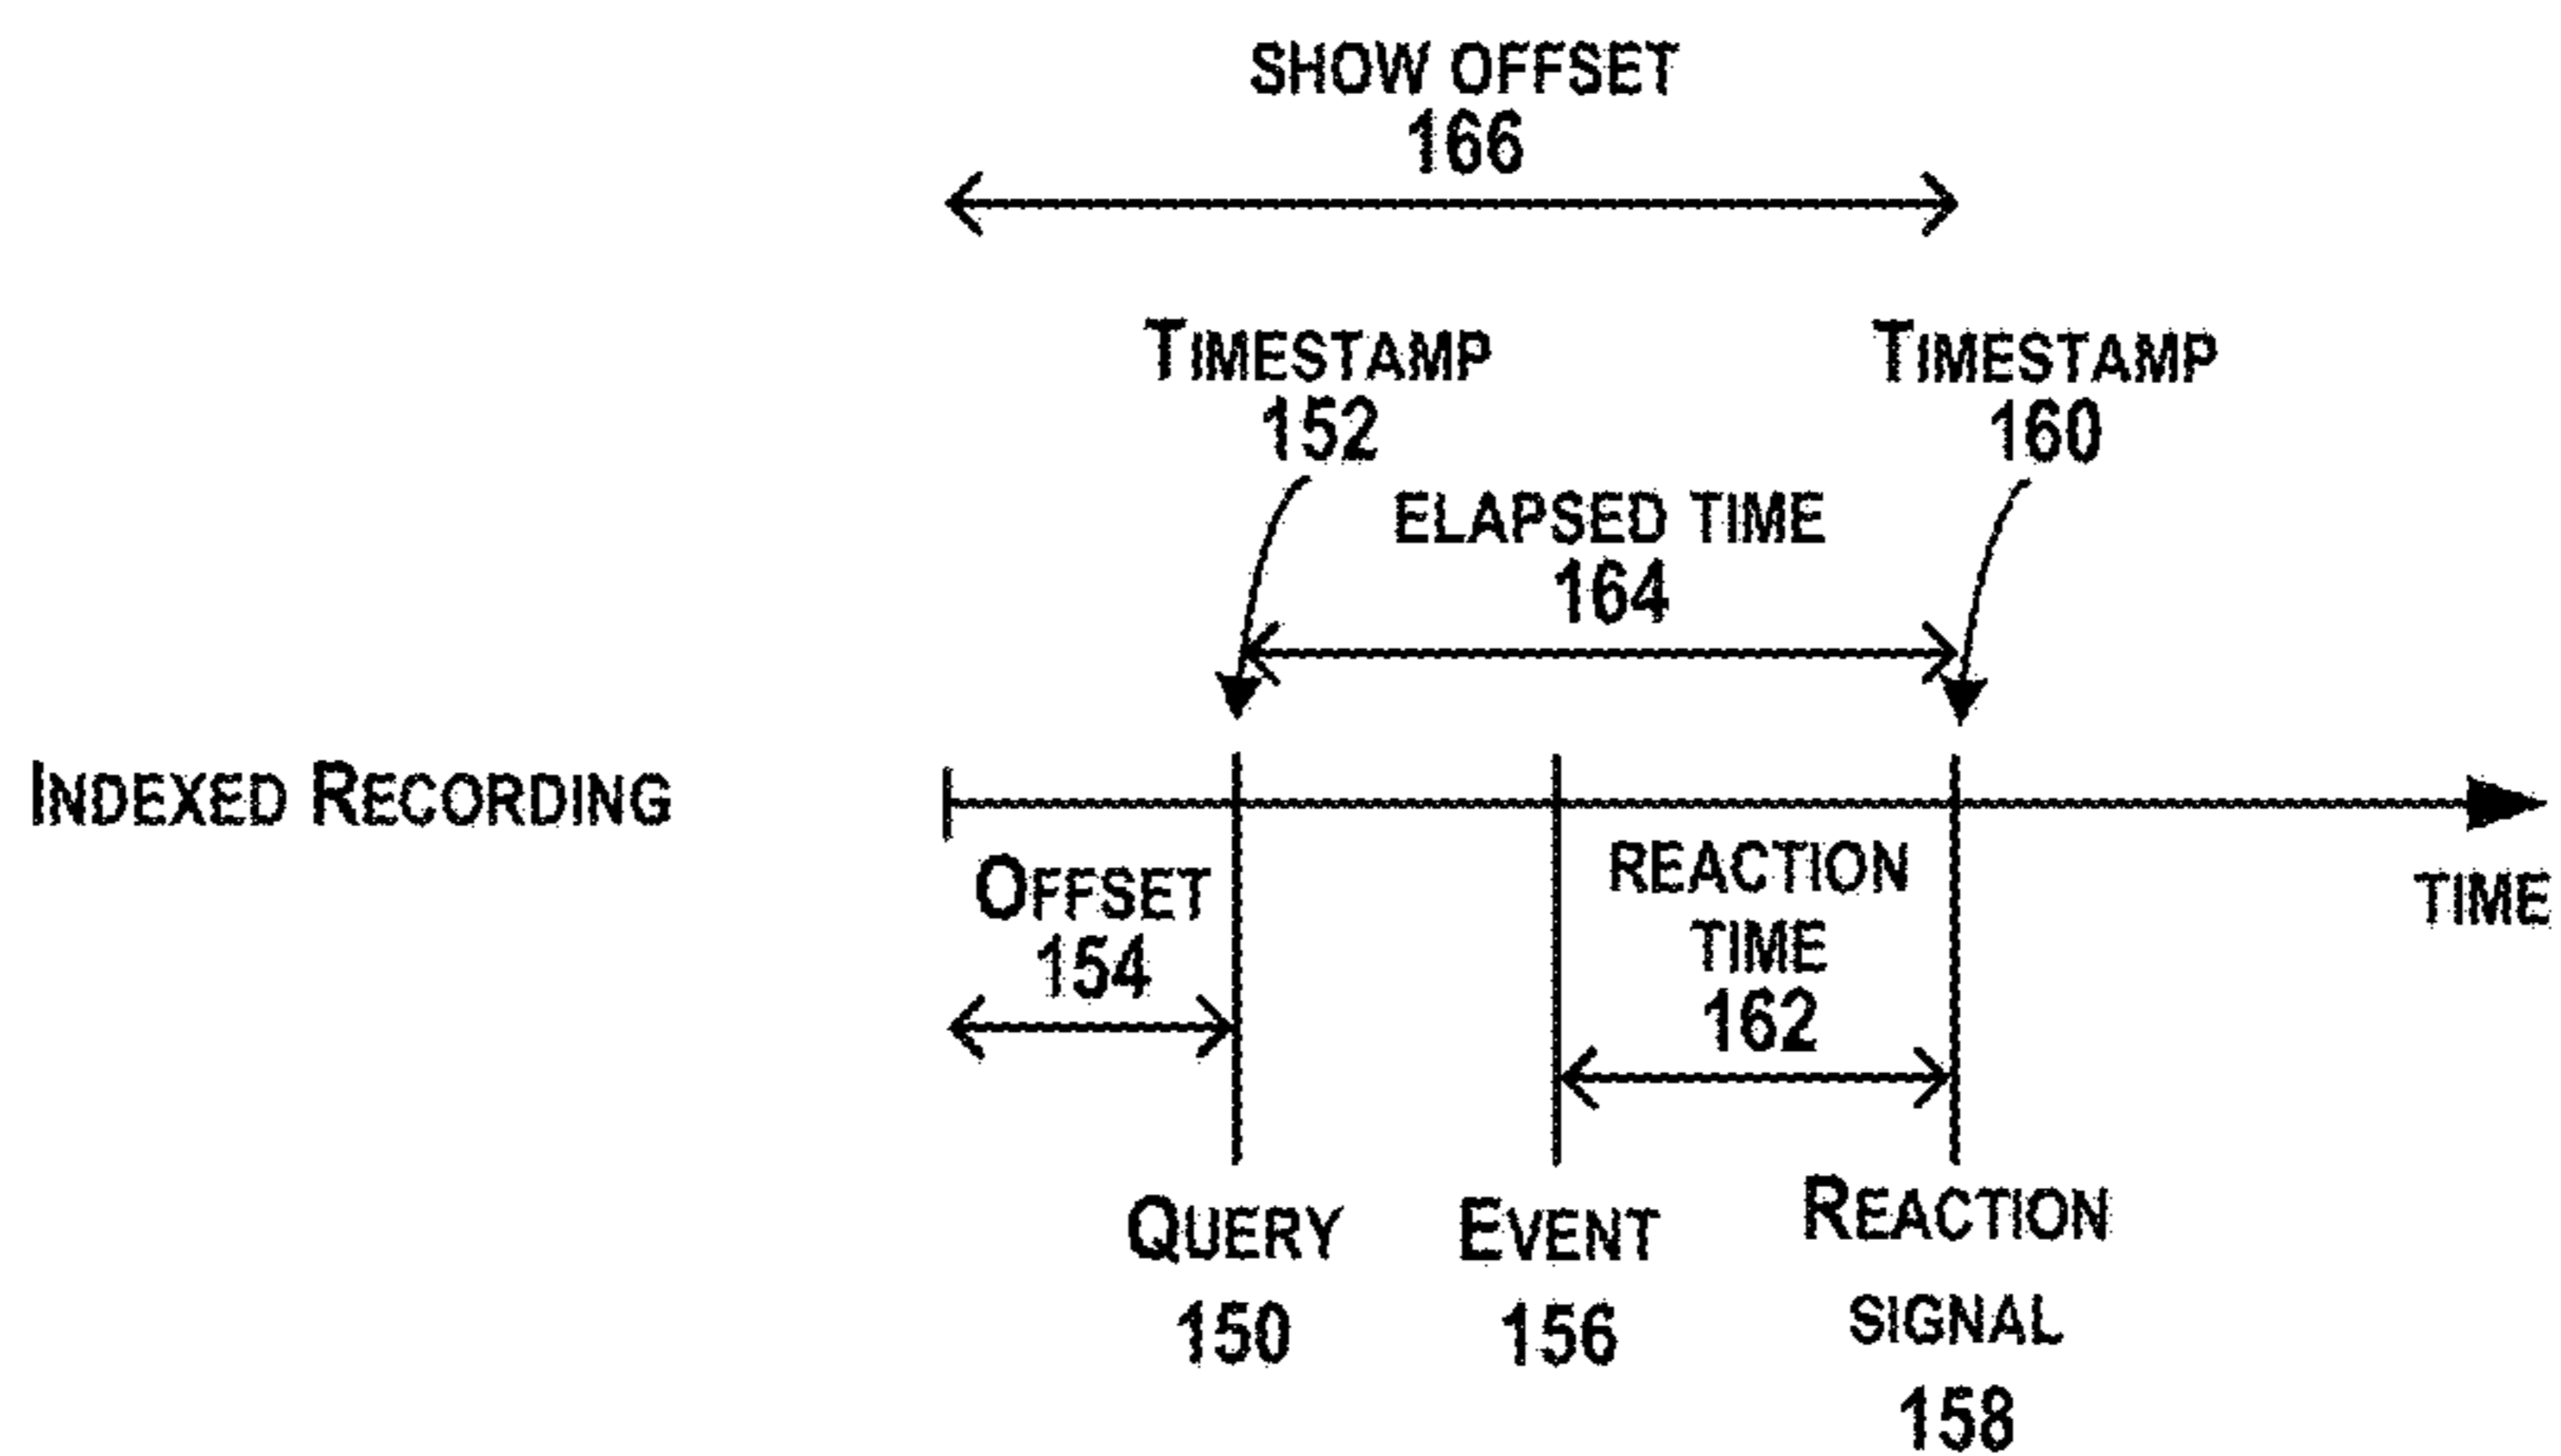 SHOW OFFSET
166
TIMESTAMP
152
TIMESTAMP
160
ELAPSED TIME
164
INDEXED RECORDING
OFFSET
154
REACTION
TIME
162
TIME
QUERY
150
EVENT
156
REACTION
SIGNAL
158